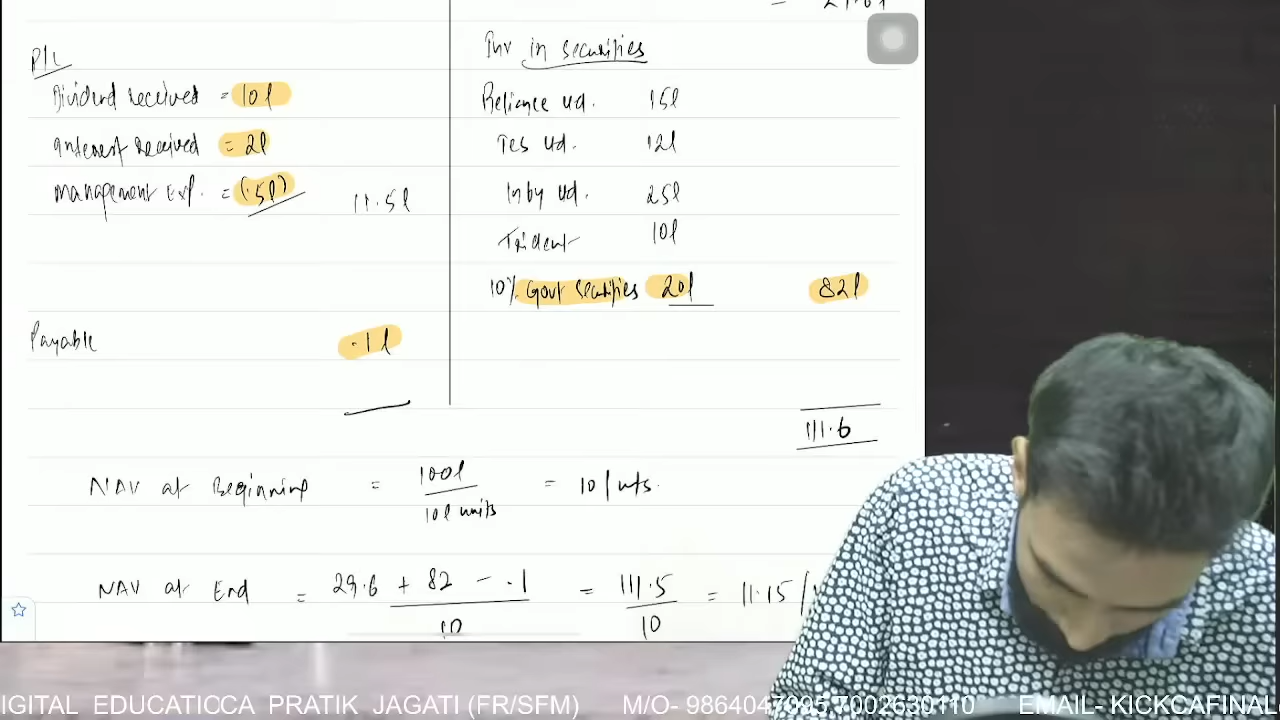 P/L
Dividend received = 10l
Interest received = 2l
Management Exp. = (.5l) 11.5l
Payable .1l
Inv in securities
Reliance Ltd. 15l
Tcs Ltd. 12l
Infy Ltd. 25l
Trident 10l
10% Govt Securities 20l 82l
111.6
NAV at Beginning = 100l / 10l units = 10/uts.
NAV at End = 29.6 + 82 - .1 / 10 = 111.5 / 10 = 11.15/
IGITAL EDUCATICCA PRATIK JAGATI (FR/SFM) M/O- 9864047095,7002630110 EMAIL- KICKCAFINAL